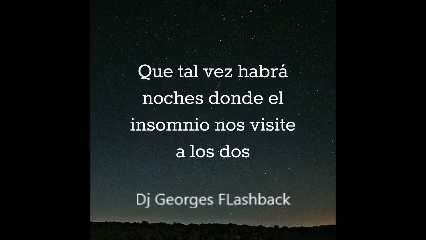 Que tal vez habrá
noches donde el
insomnio nos visite
a los dos
Dj Georges FLashback